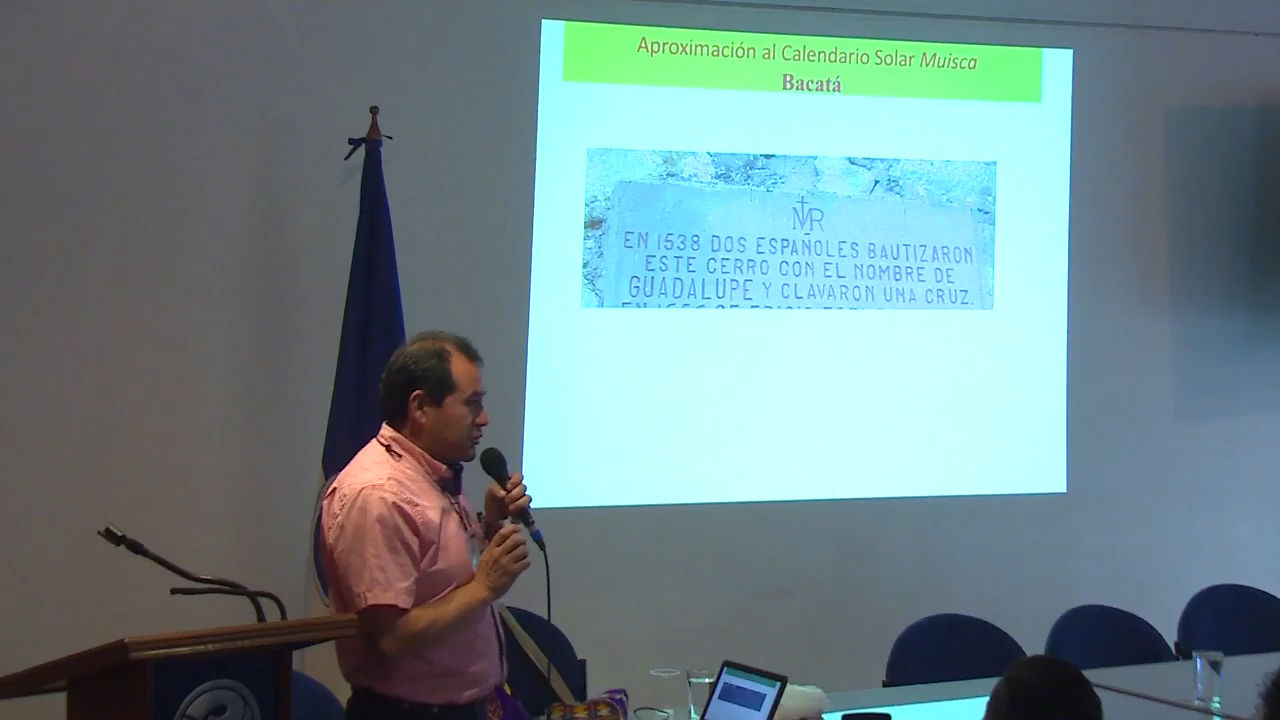 Aproximación al Calendario Solar Muisca
Bacatá
MR
EN 1538 DOS ESPAÑOLES BAUTIZARON
ESTE CERRO CON EL NOMBRE DE
GUADALUPE Y CLAVARON UNA CRUZ.